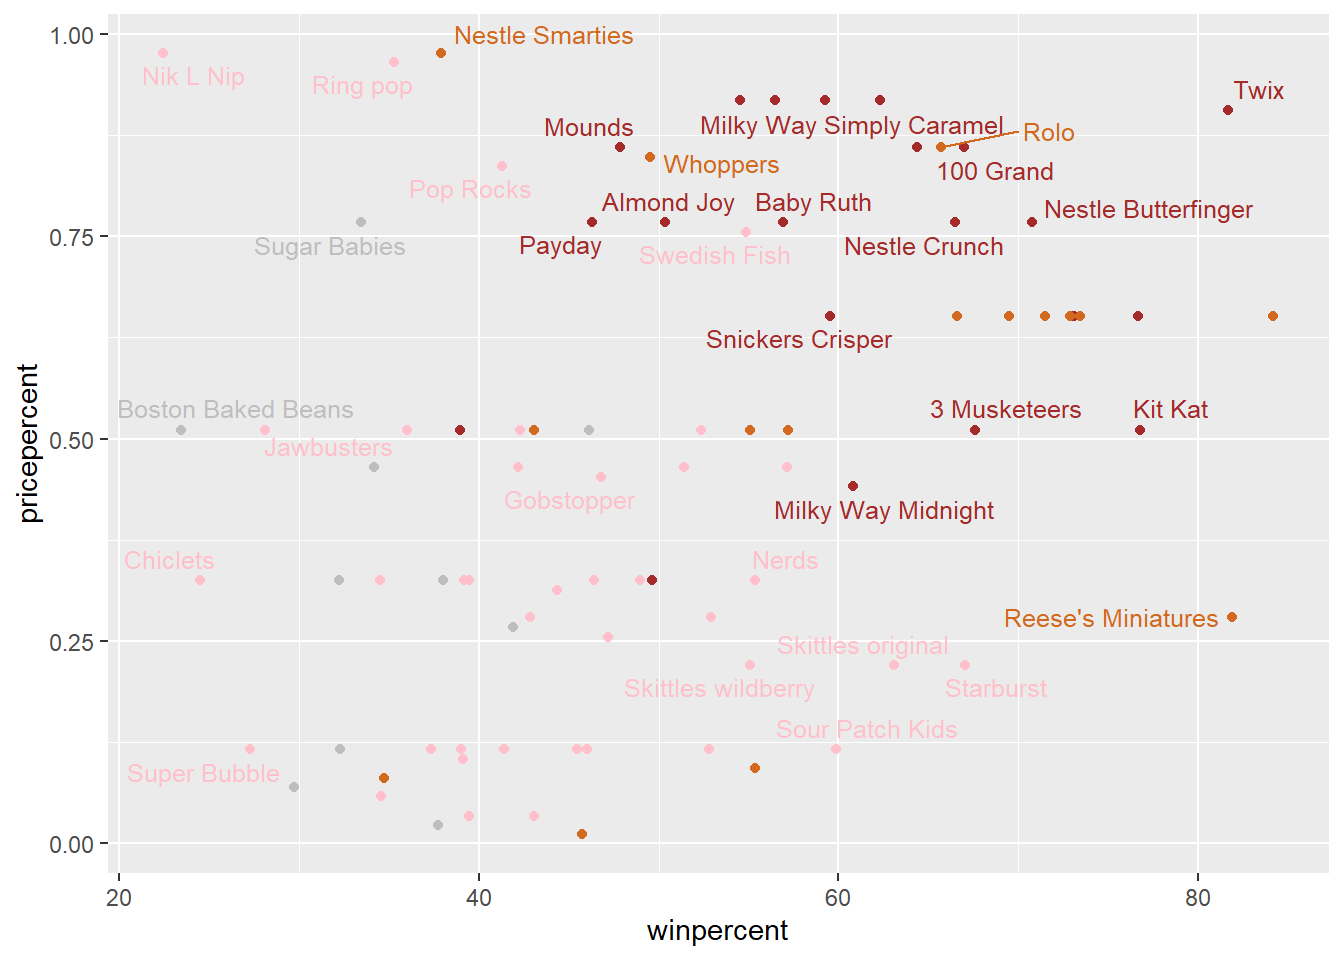 1.00
Nestle Smarties
Nik L Nip
Ring pop
Twix
Mounds
Milky Way Simply Caramel
Rolo
Whoppers
100 Grand
Pop Rocks
Almond Joy
Baby Ruth
Nestle Butterfinger
0.75
Sugar Babies
Payday
Swedish Fish
Nestle Crunch
Snickers Crisper
Boston Baked Beans
3 Musketeers
Kit Kat
0.50
Jawbusters
Gobstopper
Milky Way Midnight
Chiclets
Nerds
Reese's Miniatures
0.25
Skittles original
Skittles wildberry
Starburst
Sour Patch Kids
Super Bubble
0.00
20
40
60
80
winpercent
pricepercent